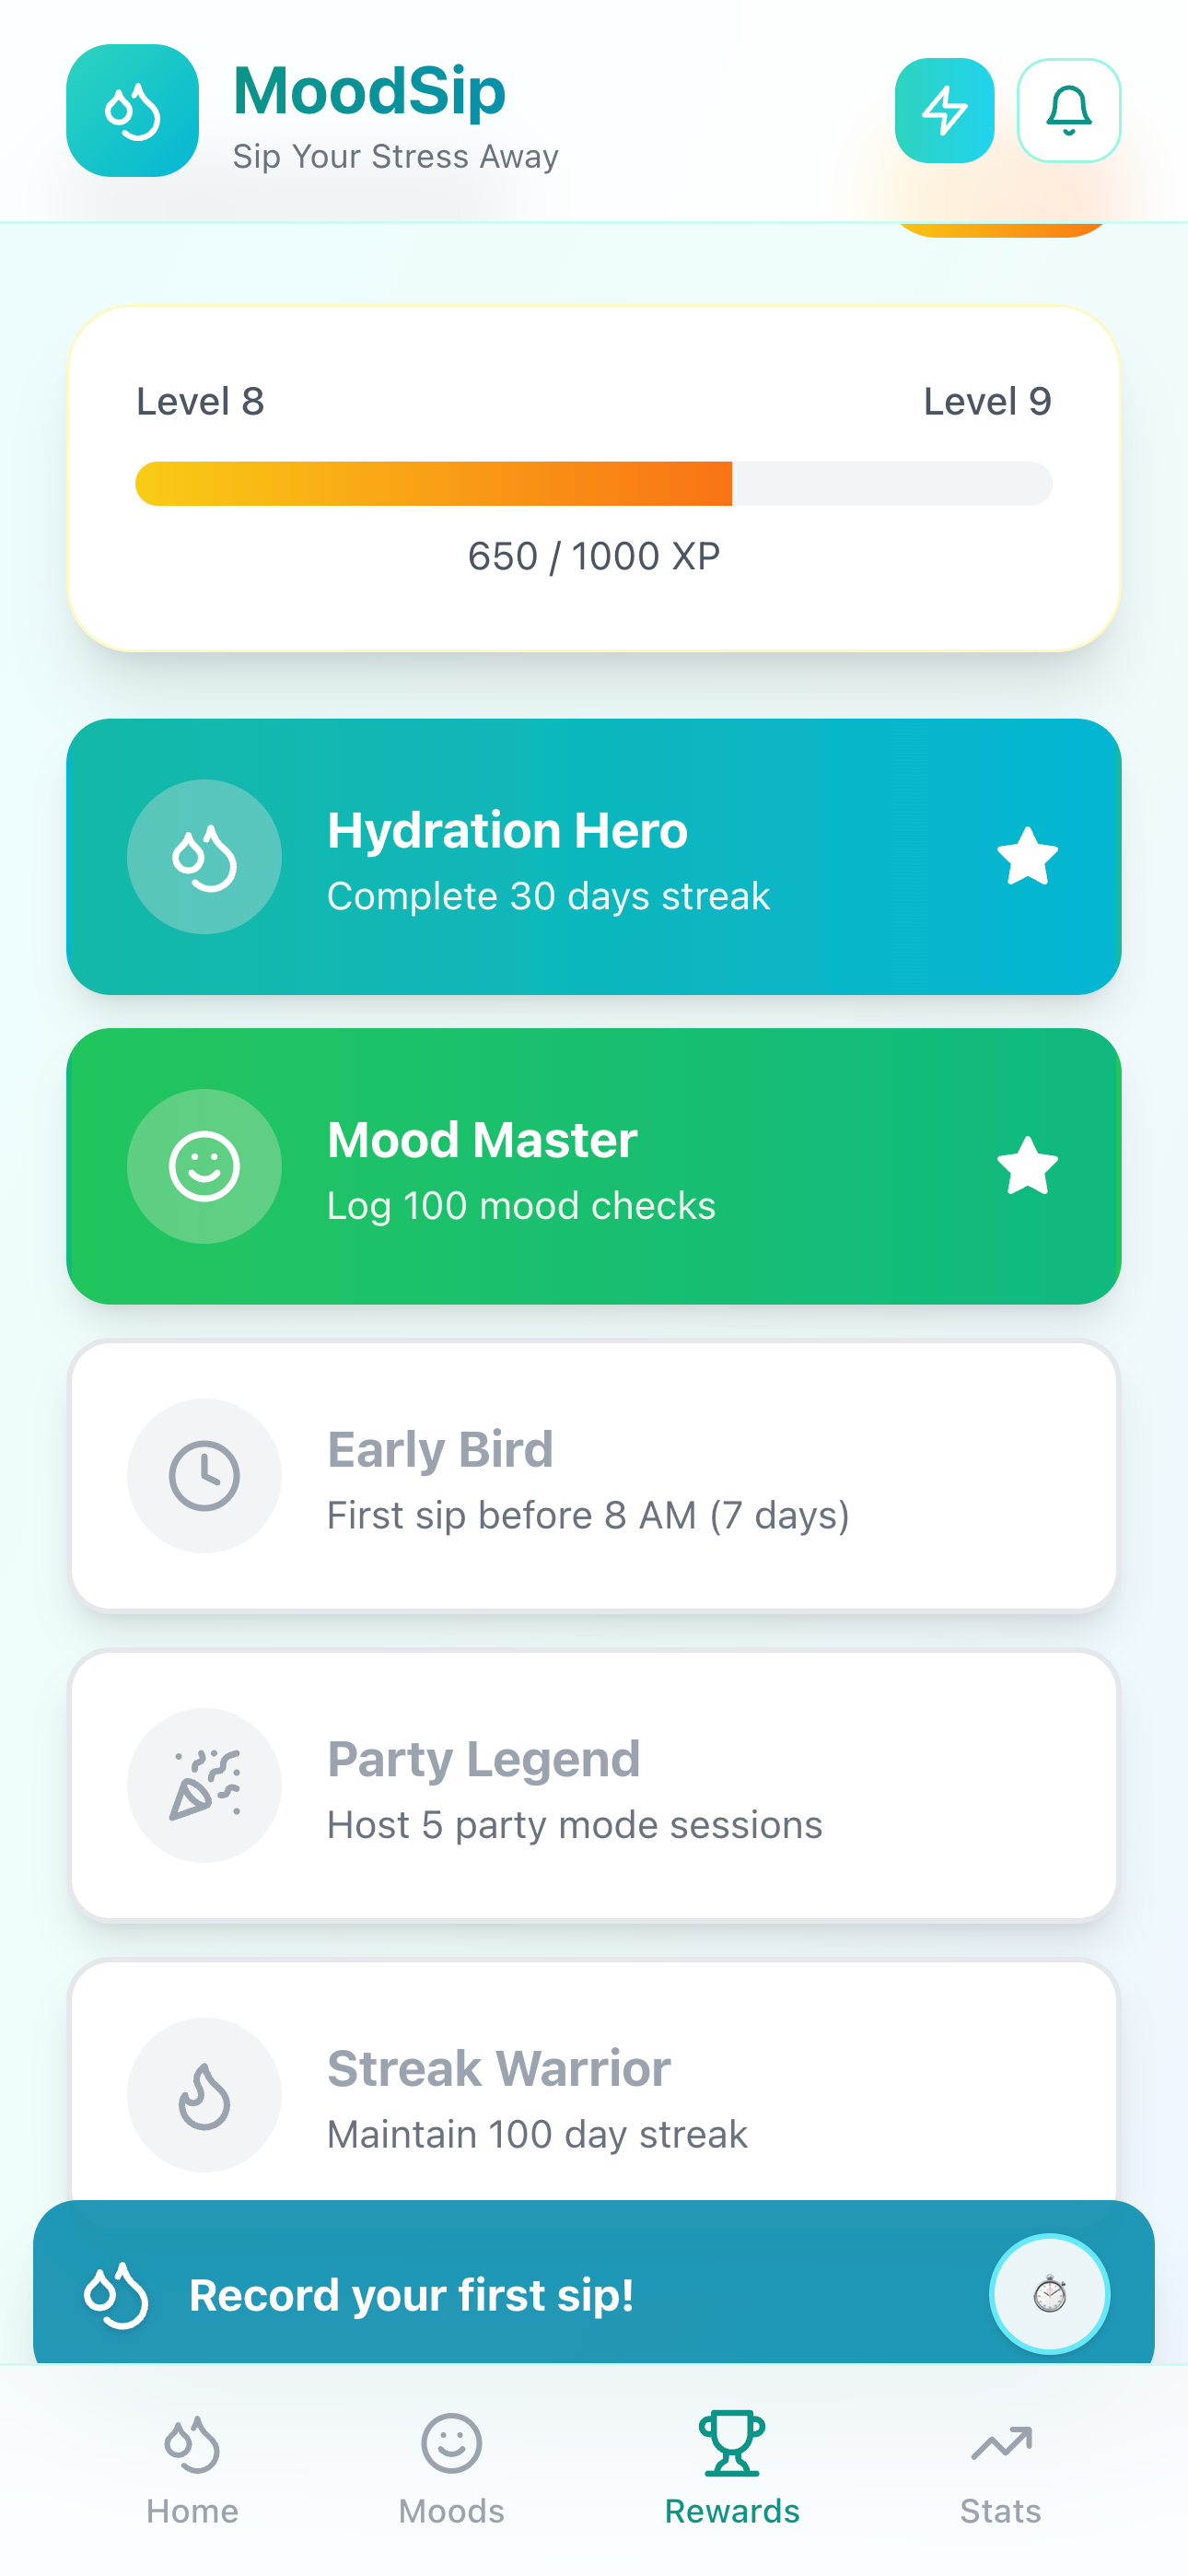 MoodSip
Sip Your Stress Away
Level 8
Level 9
650 / 1000 XP
Hydration Hero
Complete 30 days streak
Mood Master
Log 100 mood checks
Early Bird
First sip before 8 AM (7 days)
Party Legend
Host 5 party mode sessions
Streak Warrior
Maintain 100 day streak
Record your first sip!
Home
Moods
Rewards
Stats